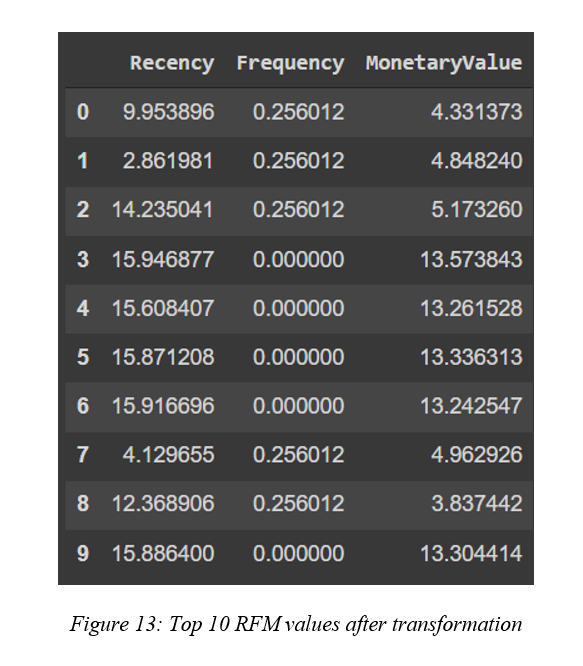 Recency Frequency MonetaryValue
0 9.953896 0.256012 4.331373
1 2.861981 0.256012 4.848240
2 14.235041 0.256012 5.173260
3 15.946877 0.000000 13.573843
4 15.608407 0.000000 13.261528
5 15.871208 0.000000 13.336313
6 15.916696 0.000000 13.242547
7 4.129655 0.256012 4.962926
8 12.368906 0.256012 3.837442
9 15.886400 0.000000 13.304414
Figure 13: Top 10 RFM values after transformation